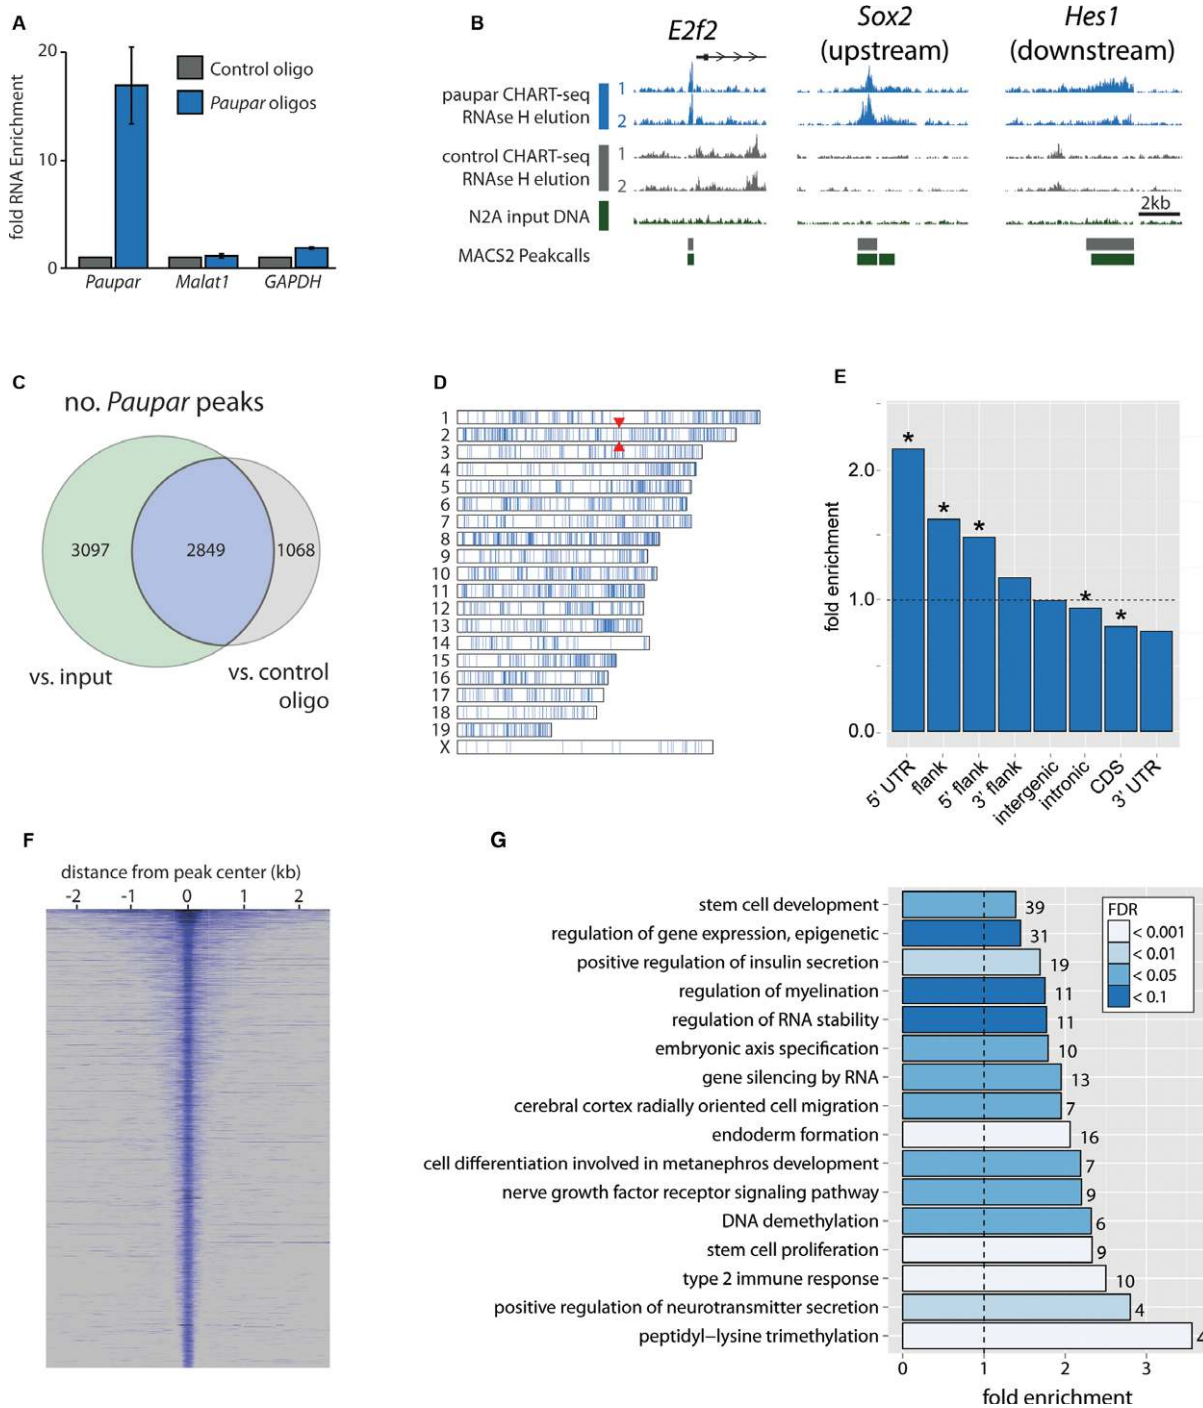 A
20
10
0
fold RNA Enrichment
Control oligo
Paupar oligos
Paupar Malat1 GAPDH
B
E2f2
Sox2
(upstream)
Hes1
(downstream)
paupar CHART-seq
RNAse H elution
1
2
control CHART-seq
RNAse H elution
1
2
N2A input DNA
2kb
MACS2 Peakcalls
C
no. Paupar peaks
3097 2849 1068
vs. input
vs. control
oligo
D
1
2
3
4
5
6
7
8
9
10
11
12
13
14
15
16
17
18
19
X
E
fold enrichment
2.0
1.0
0.0
* * * * *
5' UTR
flank
5' flank
3' flank
intergenic
intronic
CDS
3' UTR
F
distance from peak center (kb)
-2 -1 0 1 2
G
stem cell development 39
regulation of gene expression, epigenetic 31
positive regulation of insulin secretion 19
regulation of myelination 11
regulation of RNA stability 11
embryonic axis specification 10
gene silencing by RNA 13
cerebral cortex radially oriented cell migration 7
endoderm formation 16
cell differentiation involved in metanephros development 7
nerve growth factor receptor signaling pathway 9
DNA demethylation 6
stem cell proliferation 9
type 2 immune response 10
positive regulation of neurotransmitter secretion 4
peptidyl–lysine trimethylation 4
FDR
< 0.001
< 0.01
< 0.05
< 0.1
0 1 2 3
fold enrichment